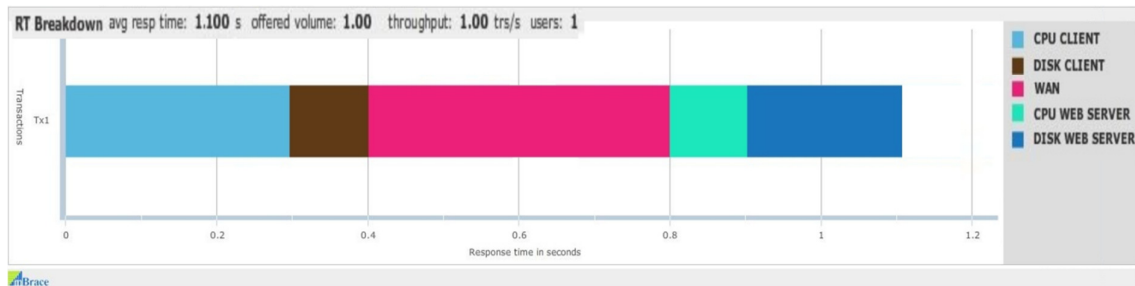 RT Breakdown avg resp time: 1.100 s offered volume: 1.00 throughput: 1.00 trs/s users: 1
CPU CLIENT
DISK CLIENT
WAN
CPU WEB SERVER
DISK WEB SERVER
Transactions
Tx1
0 0.2 0.4 0.6 0.8 1 1.2
Response time in seconds
mBrace